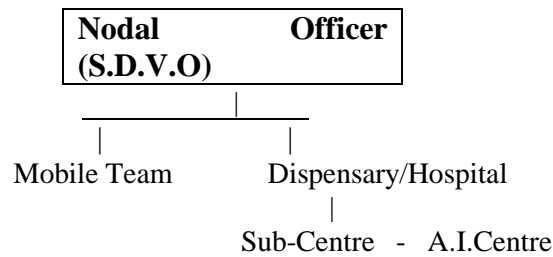 Nodal Officer
(S.D.V.O)
Mobile Team Dispensary/Hospital
Sub-Centre - A.I.Centre